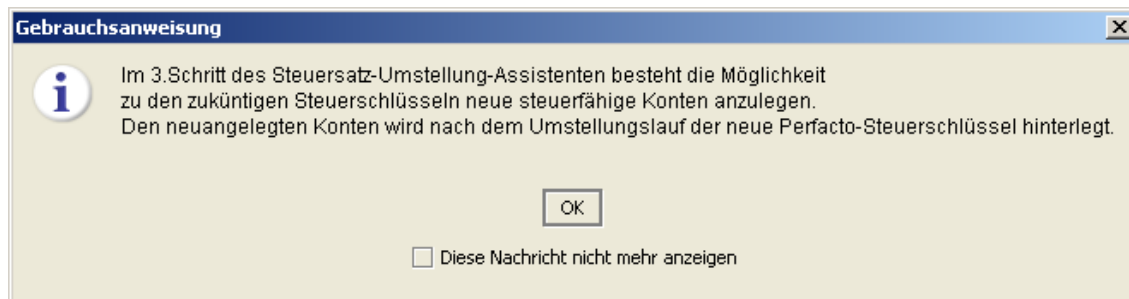 Gebrauchsanweisung
Im 3.Schritt des Steuersatz-Umstellung-Assistenten besteht die Möglichkeit
zu den zuküntigen Steuerschlüsseln neue steuerfähige Konten anzulegen.
Den neuangelegten Konten wird nach dem Umstellungslauf der neue Perfacto-Steuerschlüssel hinterlegt.
OK
Diese Nachricht nicht mehr anzeigen